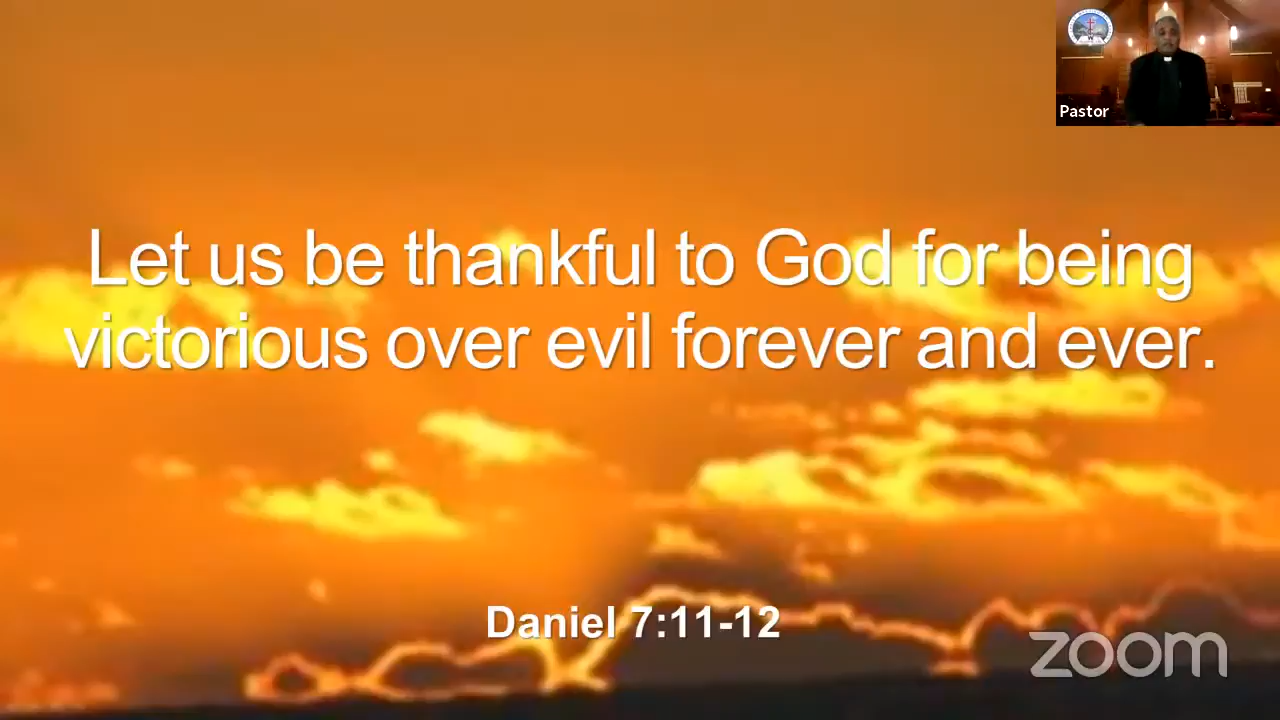 Pastor
Let us be thankful to God for being
victorious over evil forever and ever.
Daniel 7:11-12
zoom